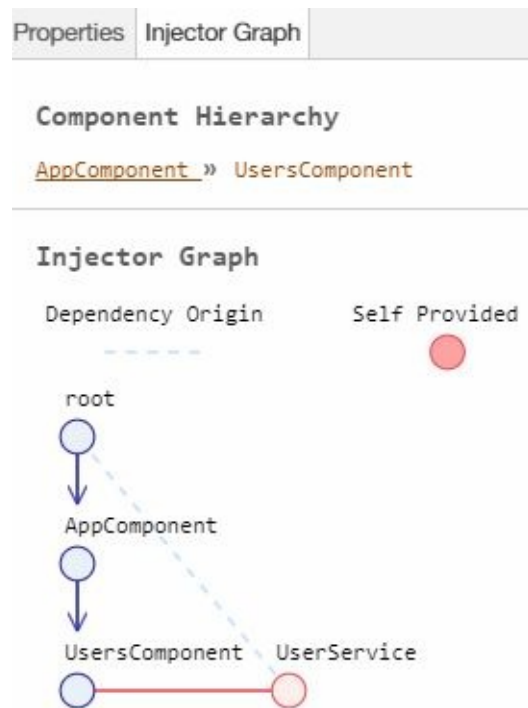 Properties Injector Graph
Component Hierarchy
AppComponent » UsersComponent
Injector Graph
Dependency Origin Self Provided
root
AppComponent
UsersComponent UserService